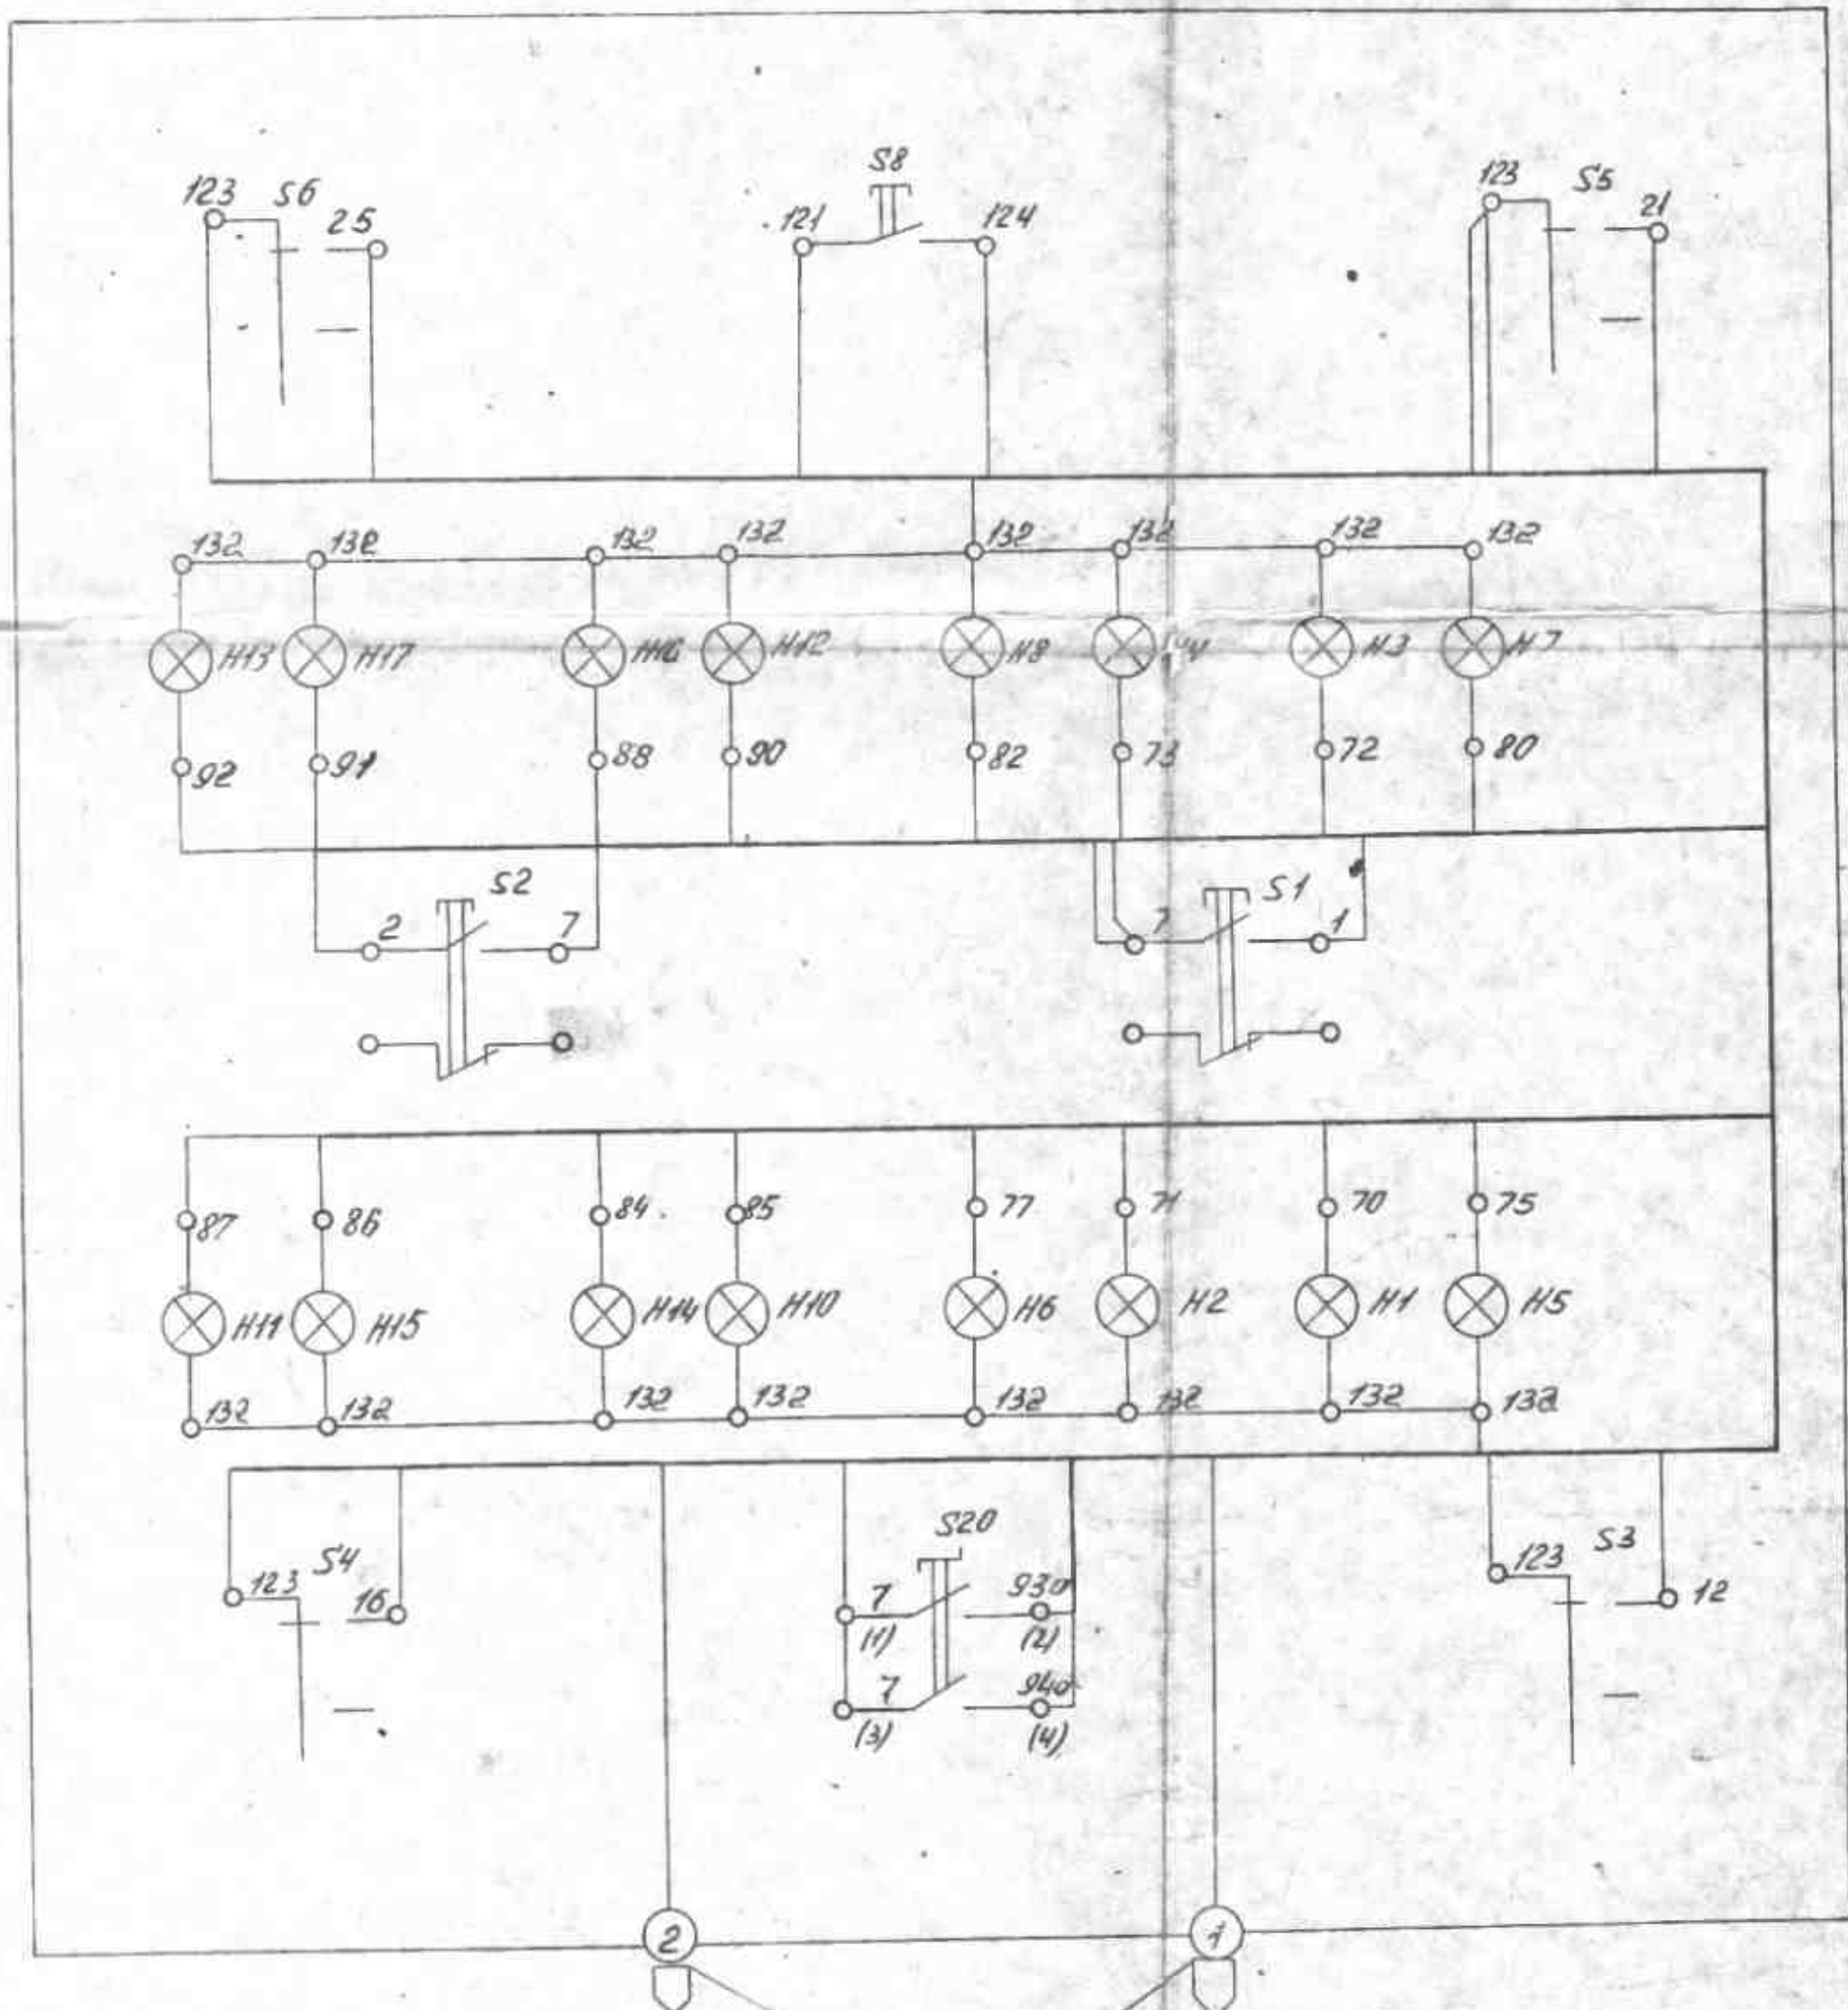 123 S6 25
S8
121 124
123 S5 21
132 132 132 132 132 132 132 132
H13 H17 H16 H12 H8 H4 H3 H7
92 91 88 90 82 73 72 80
S2
2 7
S1
7 1
87 86 84 85 77 71 70 75
H11 H15 H14 H10 H6 H2 H1 H5
132 132 132 132 132 132 132 132
S4
123 16
S20
7 930
(1) (2)
7 940
(3) (4)
S3
123 12
2 1